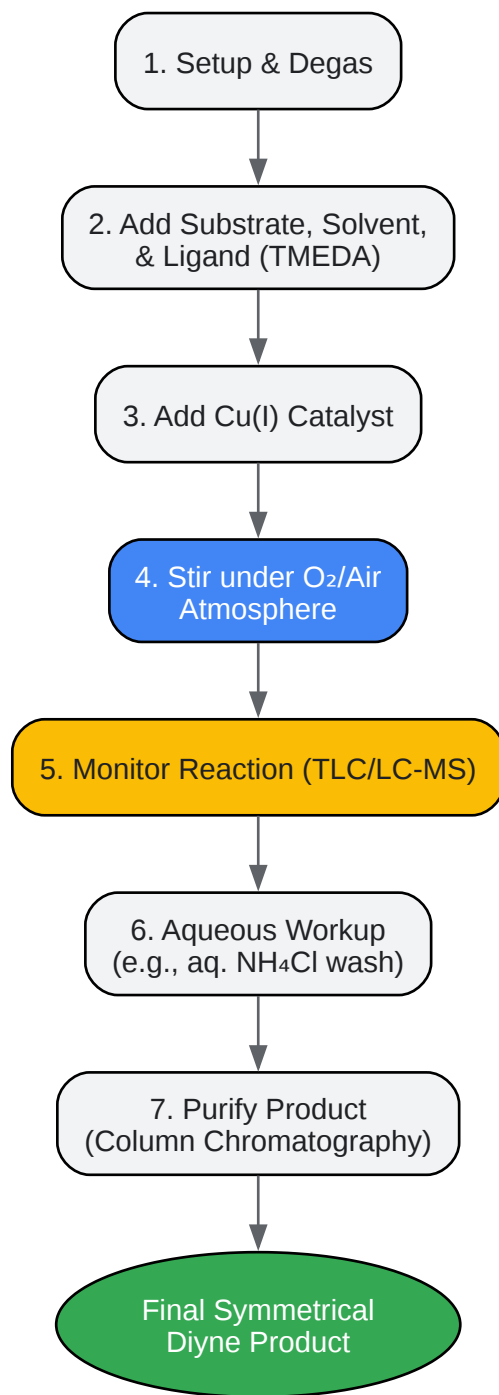 1. Setup & Degas
2. Add Substrate, Solvent,
& Ligand (TMEDA)
3. Add Cu(I) Catalyst
4. Stir under O₂/Air
Atmosphere
5. Monitor Reaction (TLC/LC-MS)
6. Aqueous Workup
(e.g., aq. NH₄Cl wash)
7. Purify Product
(Column Chromatography)
Final Symmetrical
Diyne Product